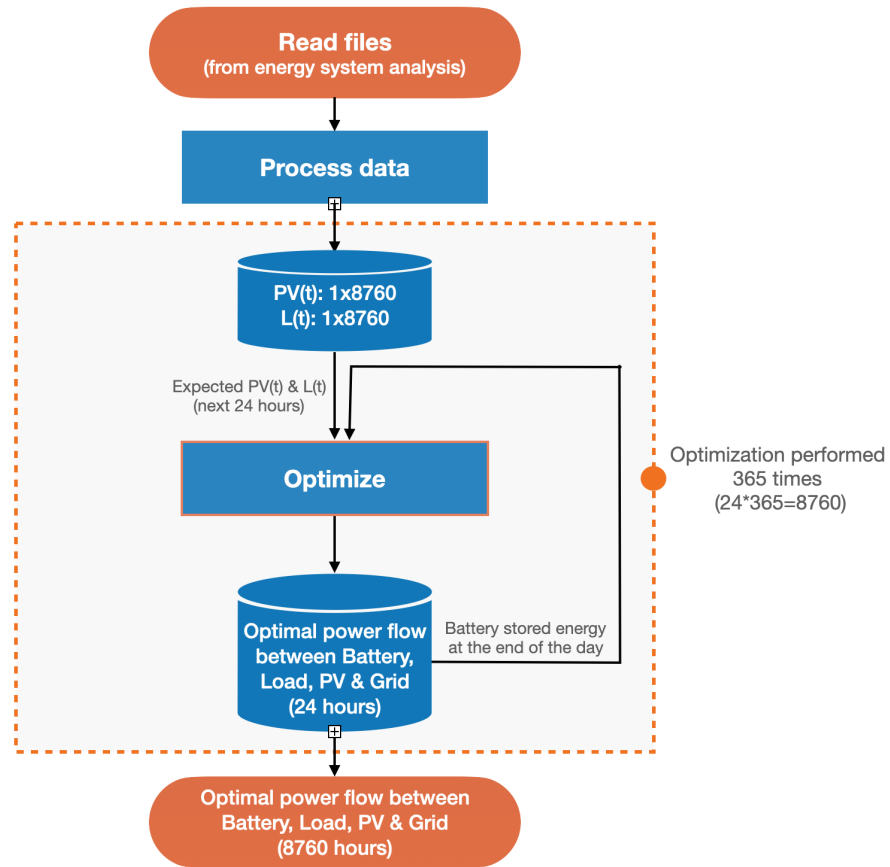 Read files
(from energy system analysis)
Process data
PV(t): 1x8760
L(t): 1x8760
Expected PV(t) & L(t)
(next 24 hours)
Optimize
Optimization performed
365 times
(24*365=8760)
Optimal power flow
between Battery,
Load, PV & Grid
(24 hours)
Battery stored energy
at the end of the day
Optimal power flow between
Battery, Load, PV & Grid
(8760 hours)